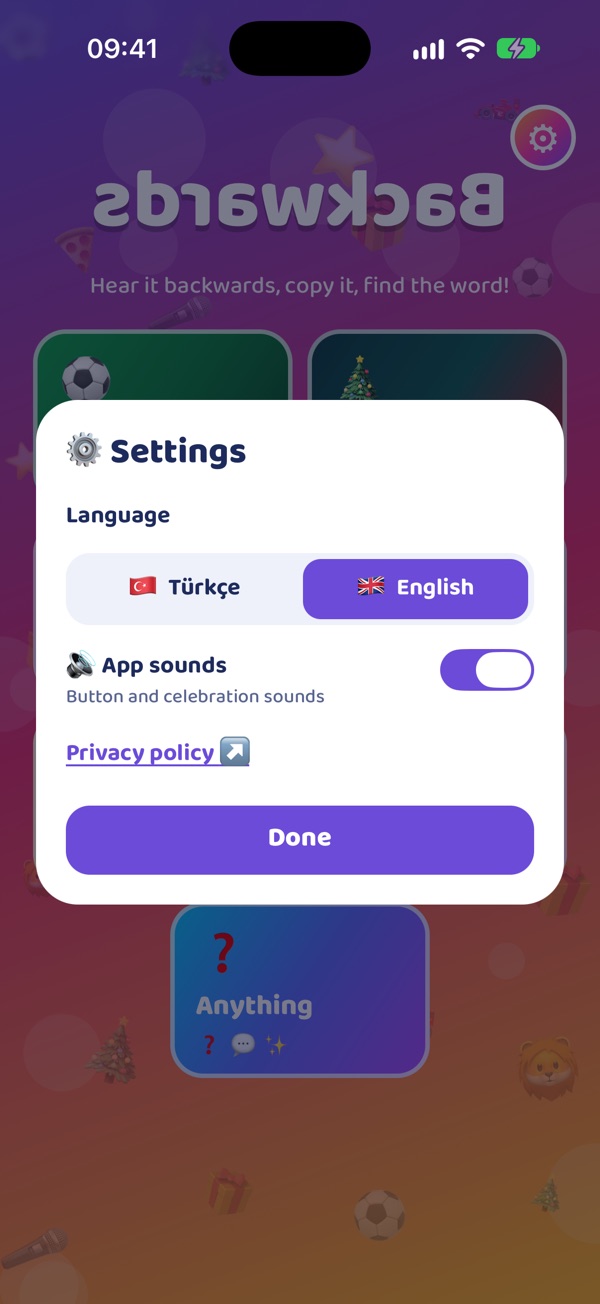 09:41
Backwards
Hear it backwards, copy it, find the word!
Settings
Language
Türkçe
English
App sounds
Button and celebration sounds
Privacy policy
Done
?
Anything
?